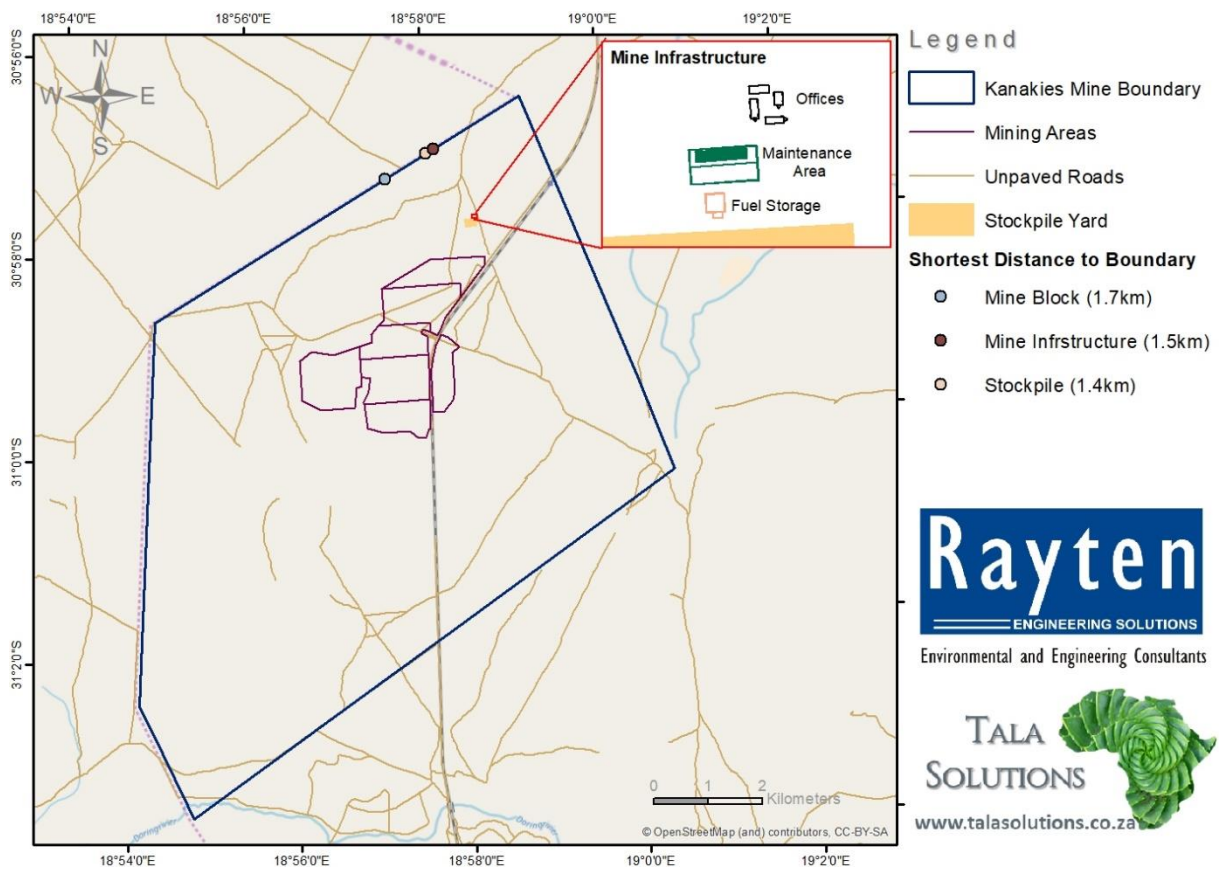 18°54'0"E
18°56'0"E
18°58'0"E
19°0'0"E
19°2'0"E
30°56'0"S
30°58'0"S
31°0'0"S
31°2'0"S
N
W
E
S
Mine Infrastructure
Offices
Maintenance
Area
Fuel Storage
Doringrivier
Doringrivier
0 1 2
Kilometers
© OpenStreetMap (and) contributors, CC-BY-SA
18°54'0"E
18°56'0"E
18°58'0"E
19°0'0"E
19°2'0"E
Legend
Kanakies Mine Boundary
Mining Areas
Unpaved Roads
Stockpile Yard
Shortest Distance to Boundary
Mine Block (1.7km)
Mine Infrstructure (1.5km)
Stockpile (1.4km)
Rayten
ENGINEERING SOLUTIONS
Environmental and Engineering Consultants
TALA
SOLUTIONS
www.talasolutions.co.za